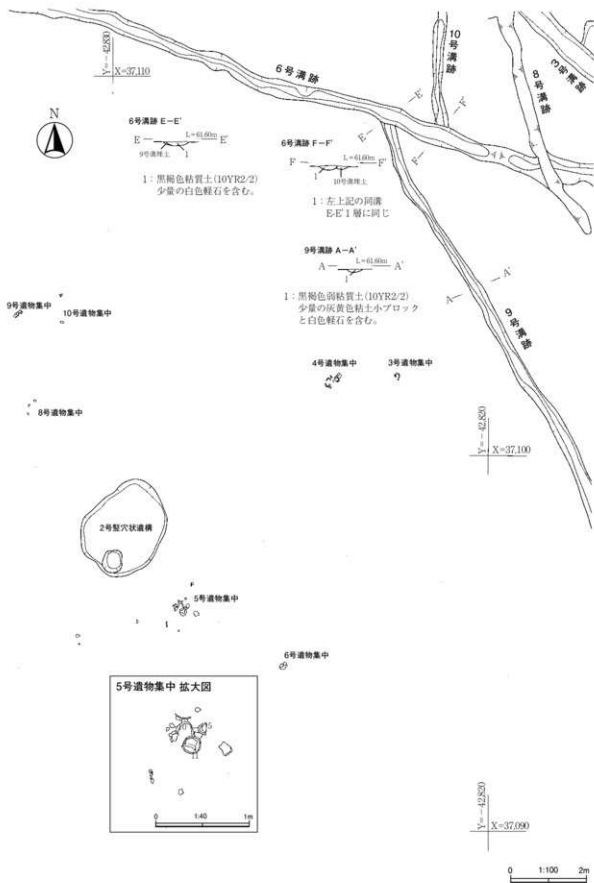 Y=−42,830
X=37,110
6号溝跡
10号溝跡
8号溝跡
3号溝跡
N
6号溝跡 E−E′
E
L=61.60m
E′
9号溝埋土
1
1：黒褐色粘質土(10YR2/2)
少量の白色軽石を含む。
6号溝跡 F−F′
F
L=61.60m
F′
1
10号溝埋土
1：左上記の同溝
E-E′1層に同じ
E
E′
F
F′
9号溝跡 A−A′
A
L=61.60m
A′
1
1：黒褐色弱粘質土(10YR2/2)
少量の灰黄色粘土小ブロック
と白色軽石を含む。
A
A′
9号溝跡
9号遺物集中
10号遺物集中
4号遺物集中
3号遺物集中
8号遺物集中
Y=−42,820
X=37,100
2号竪穴状遺構
5号遺物集中
6号遺物集中
5号遺物集中 拡大図
0
1:40
1m
Y=−42,820
X=37,090
0
1:100
2m